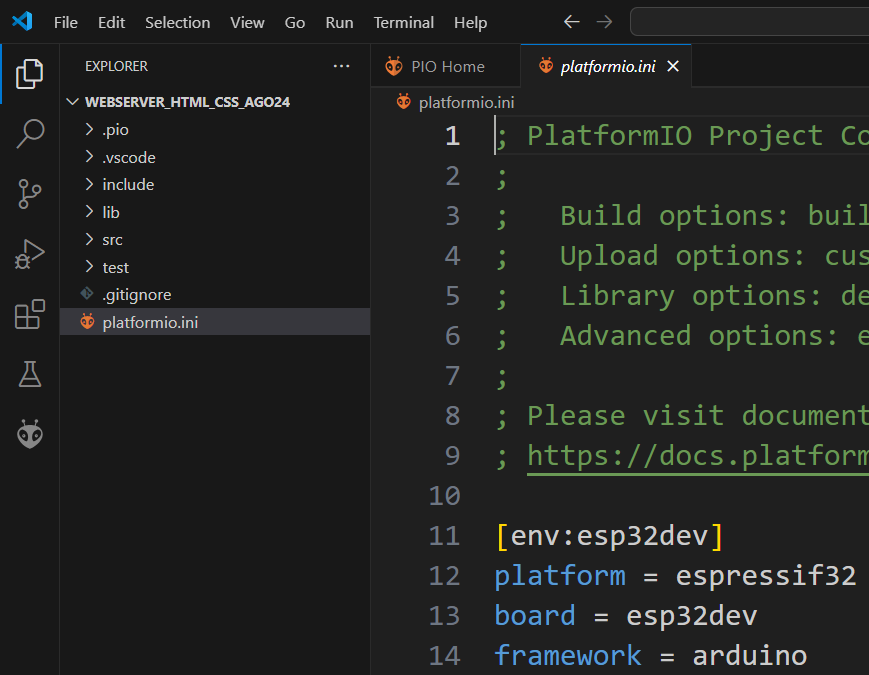 File Edit Selection View Go Run Terminal Help
EXPLORER
WEBSERVER_HTML_CSS_AGO24
.pio
.vscode
include
lib
src
test
.gitignore
platformio.ini
PIO Home
platformio.ini
platformio.ini
1 ; PlatformIO Project Co
2 ;
3 ;   Build options: buil
4 ;   Upload options: cus
5 ;   Library options: de
6 ;   Advanced options: e
7 ;
8 ; Please visit document
9 ; https://docs.platform
10
11 [env:esp32dev]
12 platform = espressif32
13 board = esp32dev
14 framework = arduino